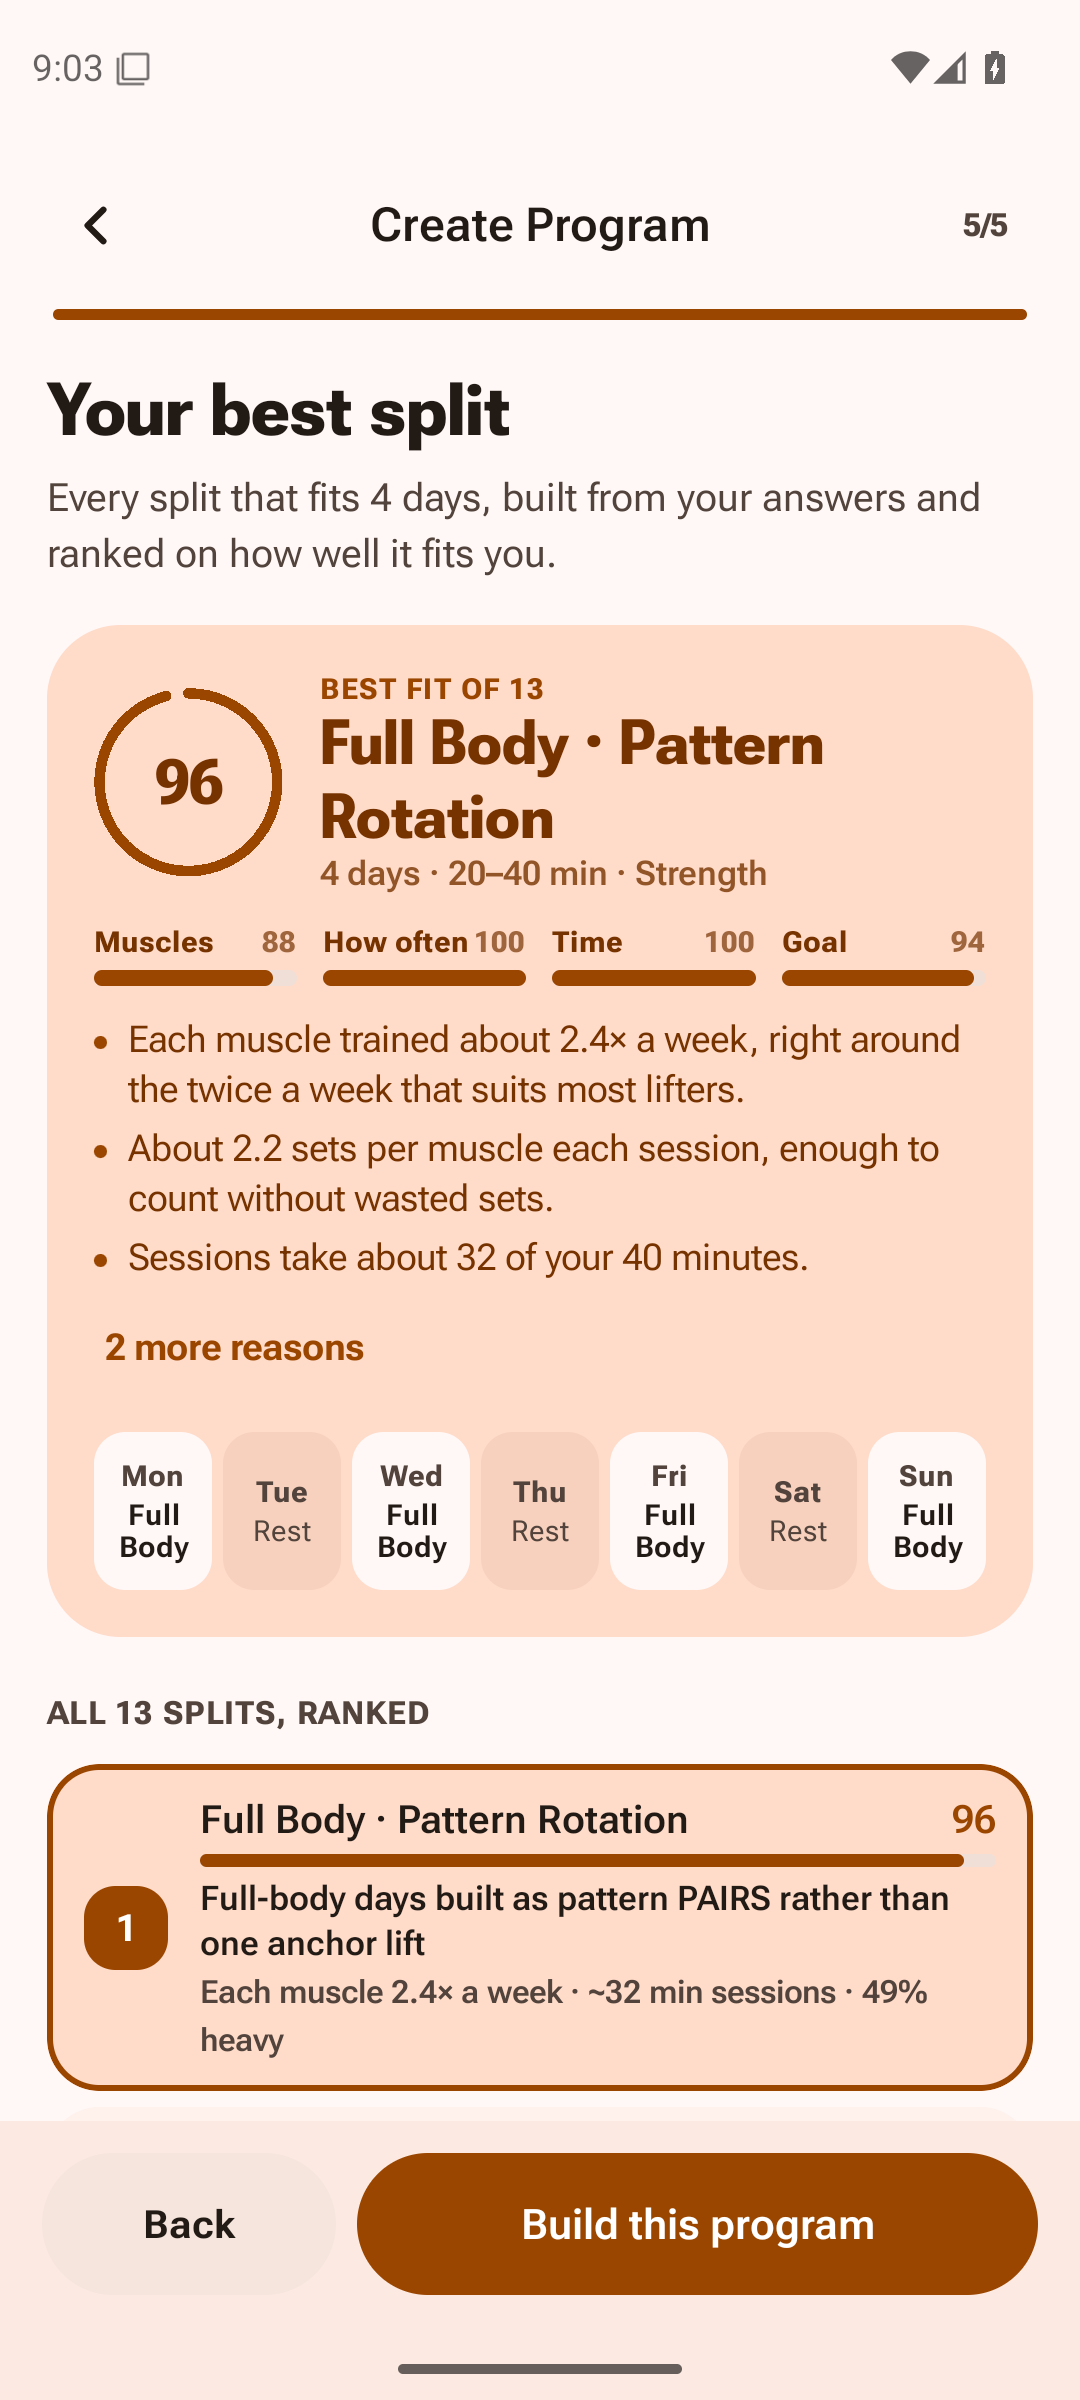 9:03
Create Program
5/5
Your best split
Every split that fits 4 days, built from your answers and
ranked on how well it fits you.
96
BEST FIT OF 13
Full Body · Pattern
Rotation
4 days · 20–40 min · Strength
Muscles 88
How often 100
Time 100
Goal 94
• Each muscle trained about 2.4× a week, right around
the twice a week that suits most lifters.
• About 2.2 sets per muscle each session, enough to
count without wasted sets.
• Sessions take about 32 of your 40 minutes.
2 more reasons
Mon
Full
Body
Tue
Rest
Wed
Full
Body
Thu
Rest
Fri
Full
Body
Sat
Rest
Sun
Full
Body
ALL 13 SPLITS, RANKED
1
Full Body · Pattern Rotation 96
Full-body days built as pattern PAIRS rather than
one anchor lift
Each muscle 2.4× a week · ~32 min sessions · 49%
heavy
Back
Build this program